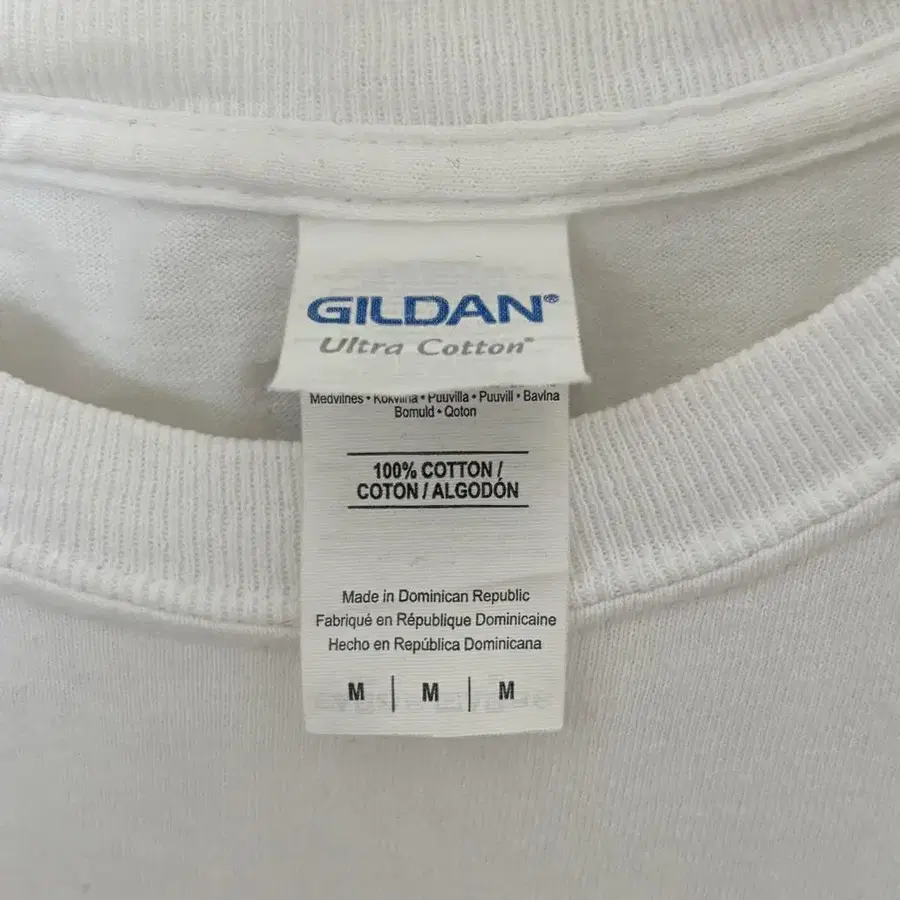 GILDAN®
Ultra Cotton®
Medvilnes • Kokvilna • Puuvilla • Puuvill • Bavlna
Bomuld • Qoton
100% COTTON /
COTON / ALGODÓN
Made in Dominican Republic
Fabriqué en République Dominicaine
Hecho en República Dominicana
M | M | M